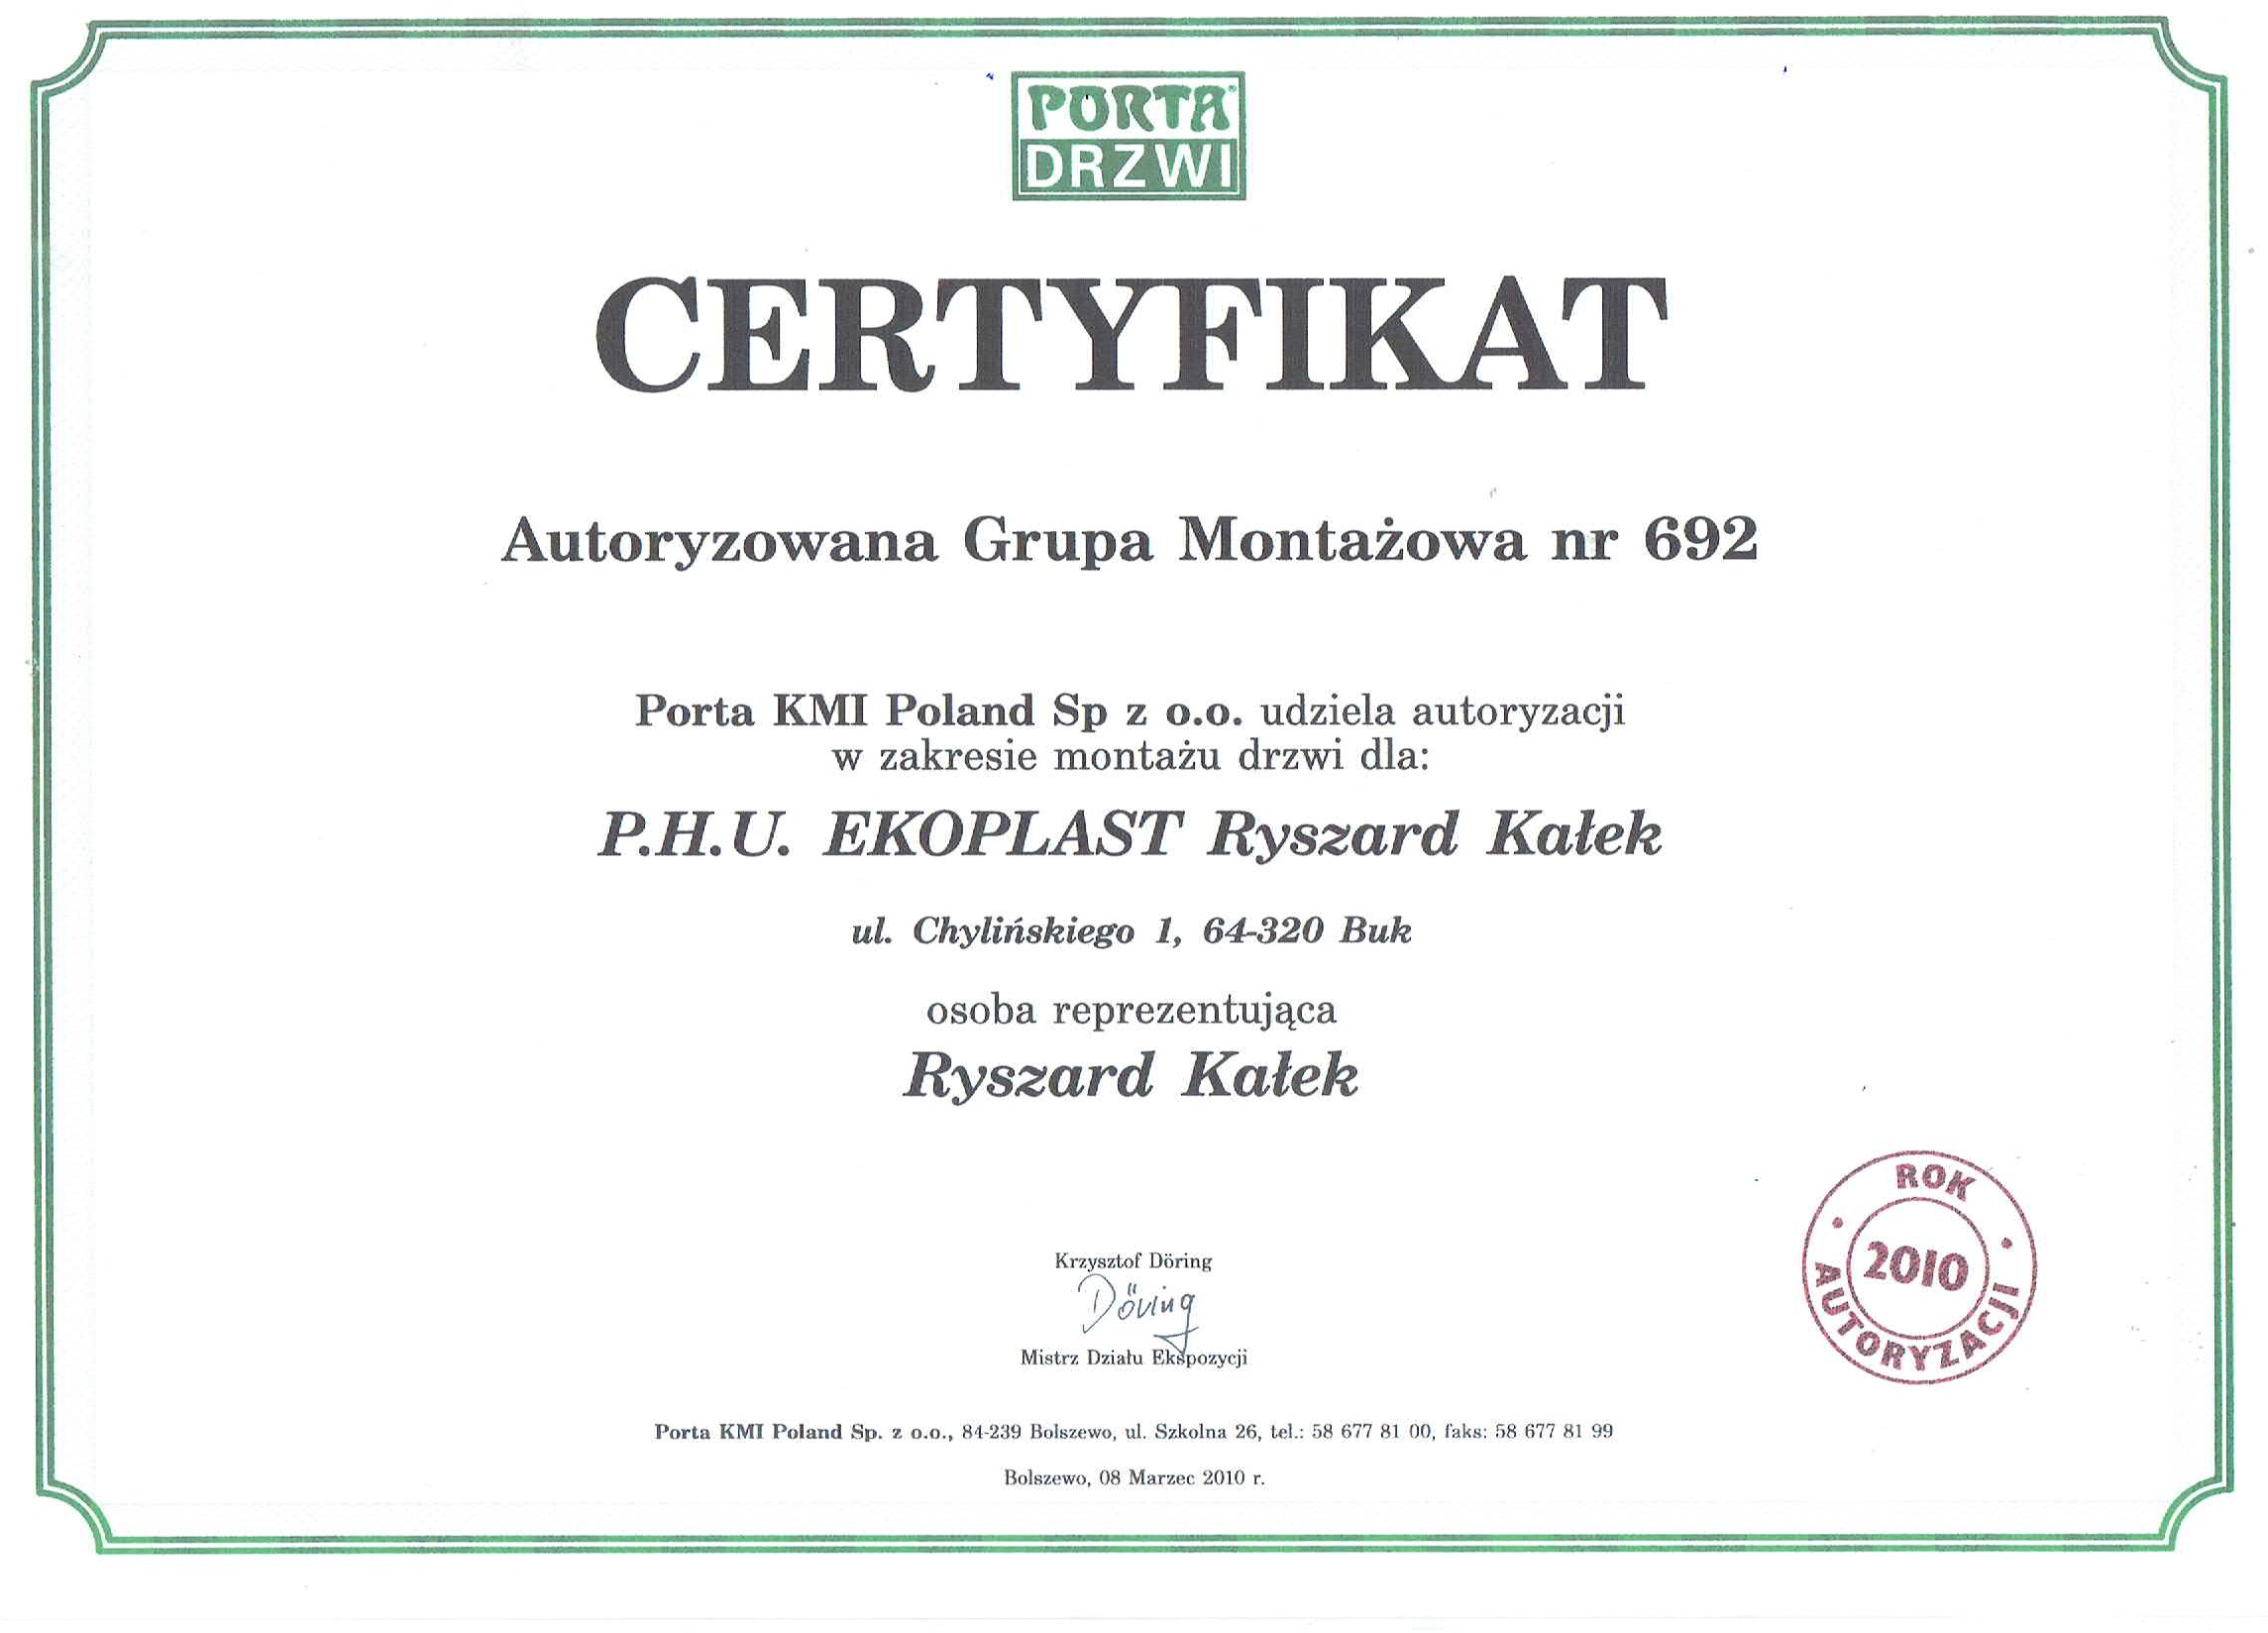 PORTA®
DRZWI
CERTYFIKAT
Autoryzowana Grupa Montażowa nr 692
Porta KMI Poland Sp z o.o. udziela autoryzacji
w zakresie montażu drzwi dla:
P.H.U. EKOPLAST Ryszard Kałek
ul. Chylińskiego 1, 64-320 Buk
osoba reprezentująca
Ryszard Kałek
ROK
2010
AUTORYZACJI
Krzysztof Döring
Döring
Mistrz Działu Ekspozycji
Porta KMI Poland Sp. z o.o., 84-239 Bolszewo, ul. Szkolna 26, tel.: 58 677 81 00, faks: 58 677 81 99
Bolszewo, 08 Marzec 2010 r.